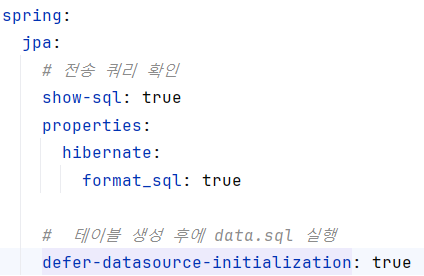 spring:
  jpa:
    # 전송 쿼리 확인
    show-sql: true
    properties:
      hibernate:
        format_sql: true

    #  테이블 생성 후에 data.sql 실행
    defer-datasource-initialization: true